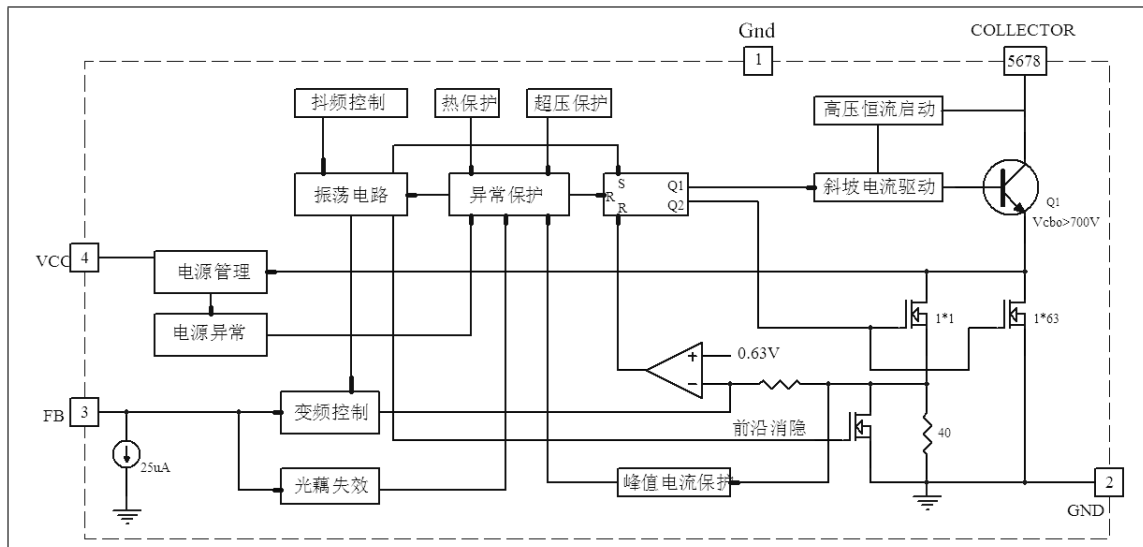 Gnd
COLLECTOR
1
5678
抖频控制
热保护
超压保护
高压恒流启动
振荡电路
异常保护
S
R
R
Q1
Q2
斜坡电流驱动
Q1
Vcbo>700V
VCC
4
电源管理
电源异常
1*1
1*63
+
0.63V
−
FB
3
变频控制
前沿消隐
40
25uA
光藕失效
峰值电流保护
2
GND